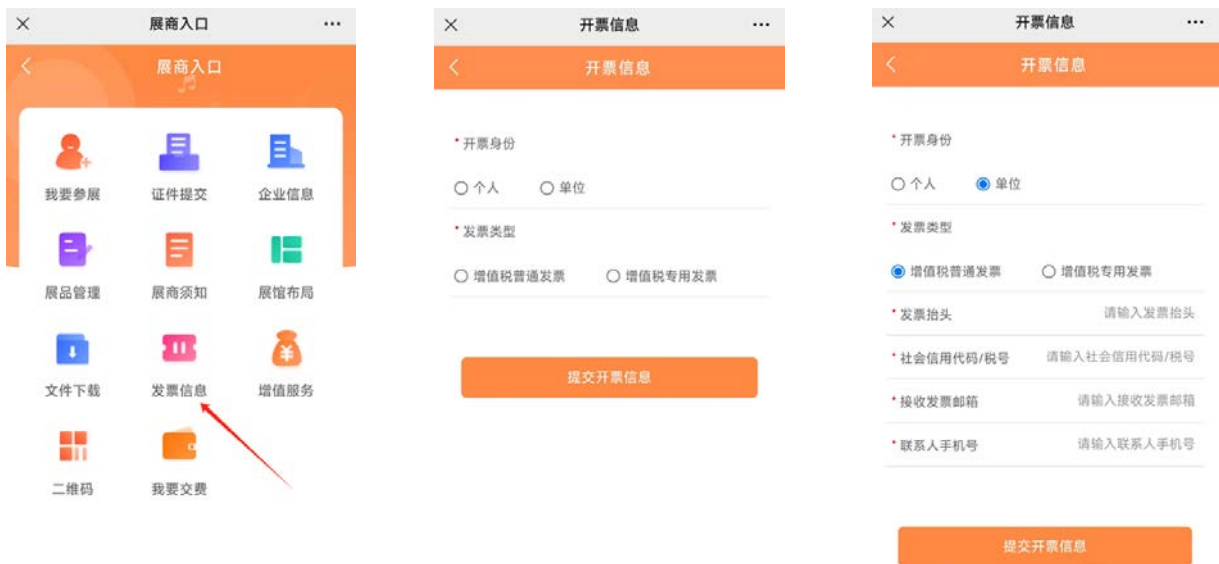 展商入口
展商入口
我要参展 证件提交 企业信息
展品管理 展商须知 展馆布局
文件下载 发票信息 增值服务
二维码 我要交费
开票信息
开票信息
*开票身份
个人 单位
*发票类型
增值税普通发票 增值税专用发票
提交开票信息
开票信息
开票信息
*开票身份
个人 单位
*发票类型
增值税普通发票 增值税专用发票
*发票抬头 请输入发票抬头
*社会信用代码/税号 请输入社会信用代码/税号
*接收发票邮箱 请输入接收发票邮箱
*联系人手机号 请输入联系人手机号
提交开票信息